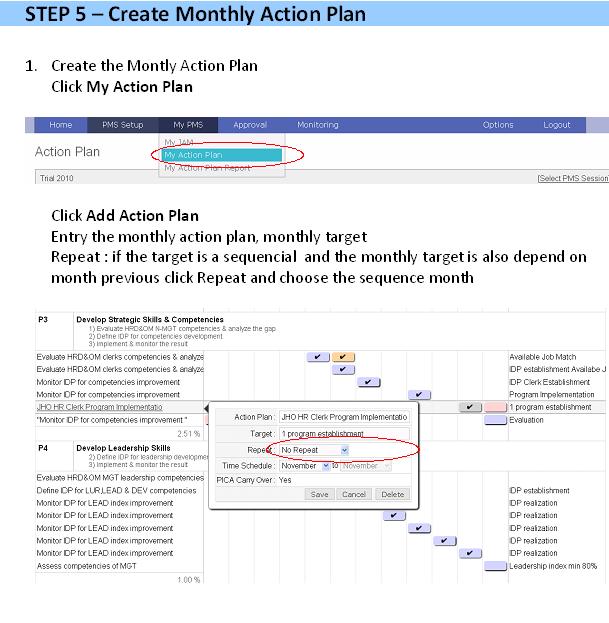 STEP 5 – Create Monthly Action Plan
1. Create the Montly Action Plan
Click My Action Plan
Home PMS Setup My PMS Approval Monitoring Options Logout
My JAM
Action Plan My Action Plan
My Action Plan Report
Trial 2010 [Select PMS Session
Click Add Action Plan
Entry the monthly action plan, monthly target
Repeat : if the target is a sequencial and the monthly target is also depend on
month previous click Repeat and choose the sequence month
P3 Develop Strategic Skills & Competencies
1) Evaluate HRD&OM N-MGT competencies & analyze the gap
2) Define IDP for competencies development
3) Implement & monitor the result
Evaluate HRD&OM clerks competencies & analyze Available Job Match
Evaluate HRD&OM clerks competencies & analyze IDP establishment Availabe J
Monitor IDP for competencies improvement IDP Clerk Establishment
Monitor IDP for competencies improvement Program Impelementation
JHO HR Clerk Program Implementatio 1 program establishment
"Monitor IDP for competencies improvement " Evaluation
2.51 %
Action Plan : JHO HR Clerk Program Implementatio
Target : 1 program establishment
Repeat : No Repeat
Time Schedule : November to November
PICA Carry Over : Yes
Save Cancel Delete
P4 Develop Leadership Skills
2) Define IDP for leadership developmen
3) Implement & monitor the result
Evaluate HRD&OM MGT leadership competencies
Define IDP for LUR,LEAD & DEV competencies IDP establishment
Monitor IDP for LEAD index improvement IDP realization
Monitor IDP for LEAD index improvement IDP realization
Monitor IDP for LEAD index improvement IDP realization
Monitor IDP for LEAD index improvement IDP realization
Monitor IDP for LEAD index improvement IDP realization
Assess competencies of MGT Leadership index min 80%
1.00 %